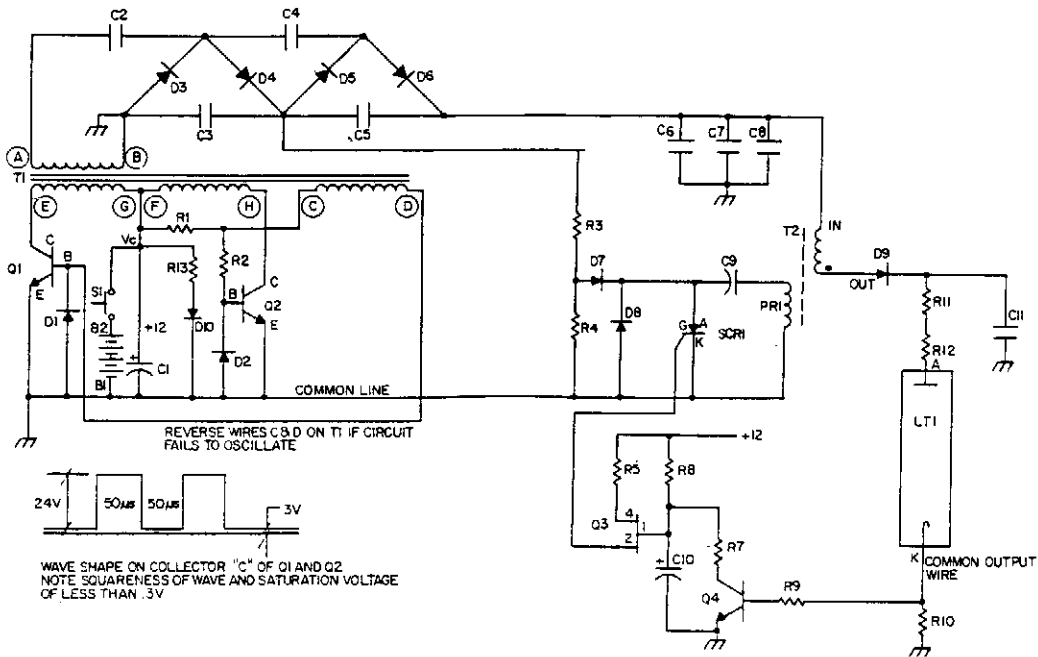 C2
C4
D3
D4
D5
D6
C3
C5
A
B
T1
C6
C7
C8
E
G
F
H
C
D
R1
Vc
R3
T2
IN
C
Q1
B
E
R13
R2
B
C
Q2
E
D7
C9
D9
OUT
S1
B2
D1
+12
D10
D2
R4
D8
G
A
K
SCR1
PRI
R11
C11
R12
B1
+
C1
COMMON LINE
A
LT1
REVERSE WIRES C & D ON T1 IF CIRCUIT
FAILS TO OSCILLATE
+12
R5
R8
24V
50µs
50µs
.3V
Q3
4
1
2
R7
+
C10
K
COMMON OUTPUT
WIRE
WAVE SHAPE ON COLLECTOR "C" OF Q1 AND Q2
NOTE SQUARENESS OF WAVE AND SATURATION VOLTAGE
OF LESS THAN .3V
Q4
R9
R10